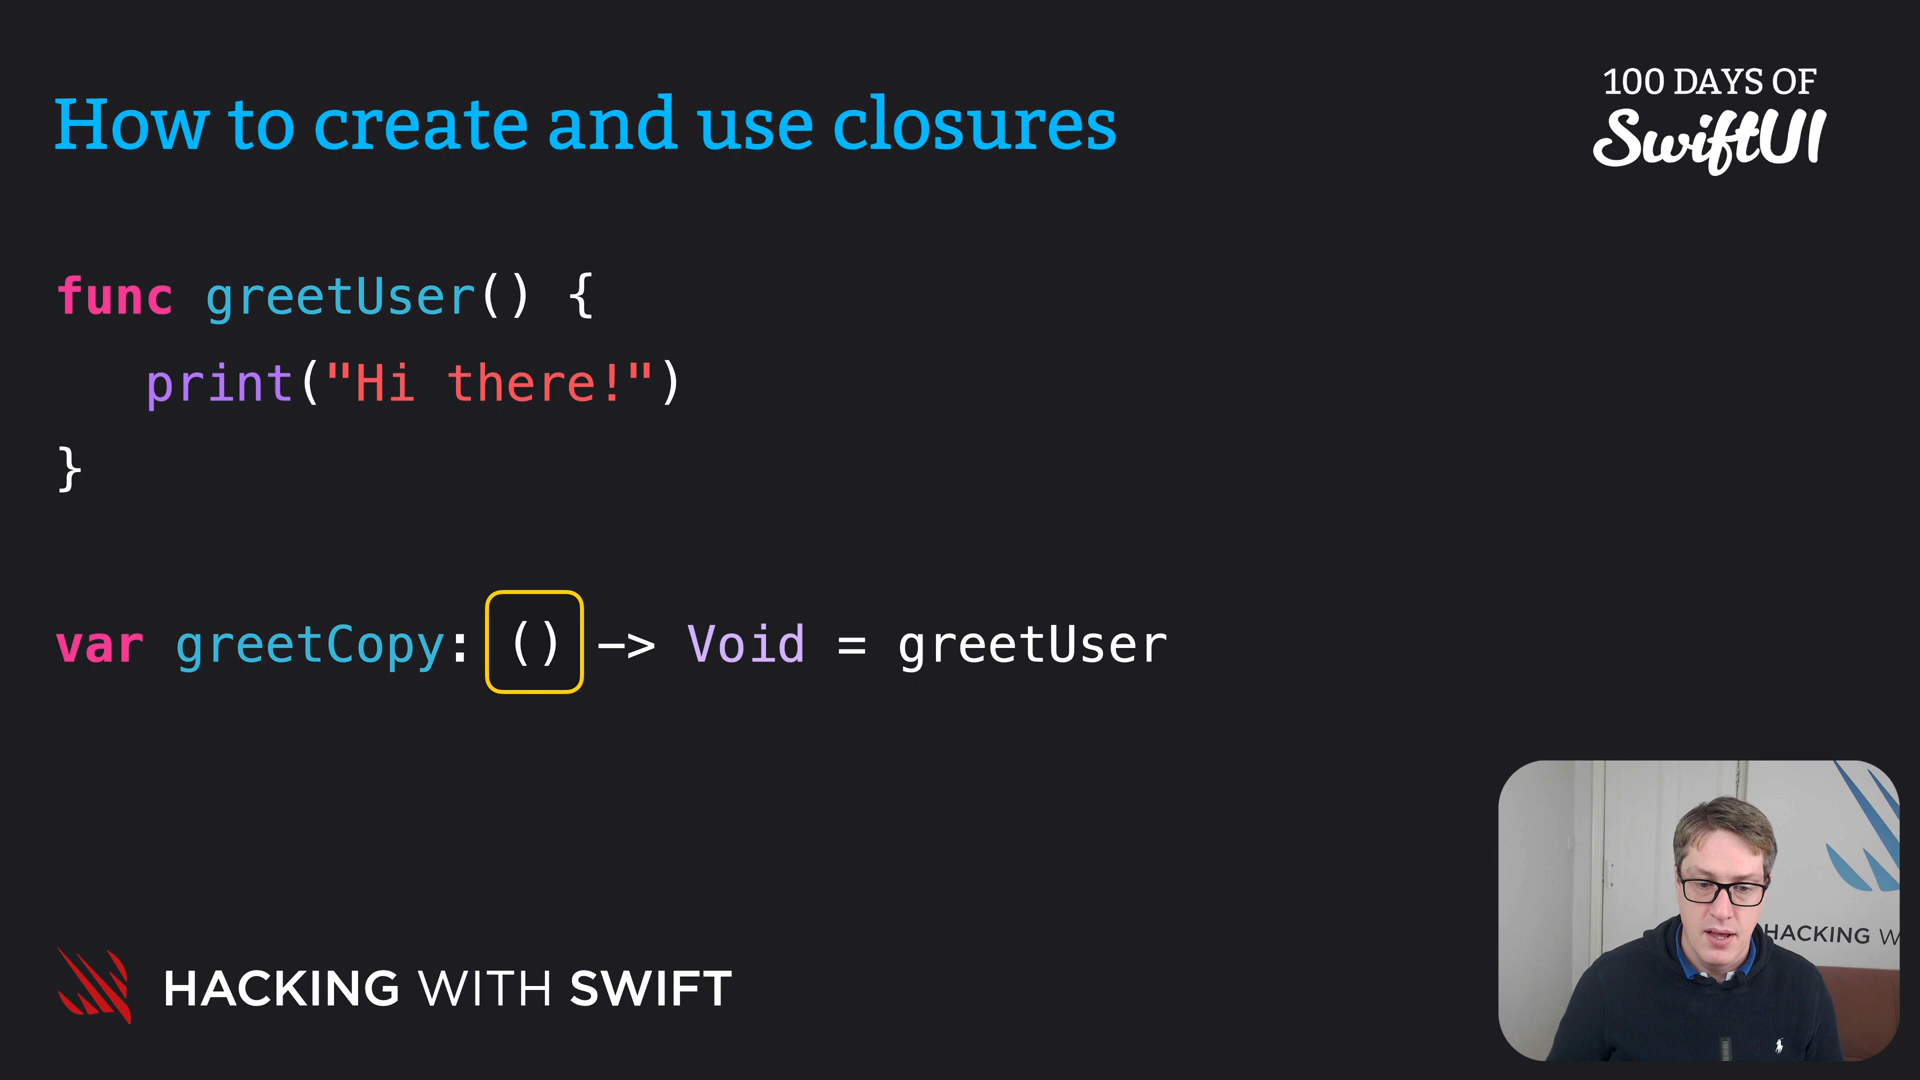 How to create and use closures
100 DAYS OF
SwiftUI
func greetUser() {
    print("Hi there!")
}
var greetCopy: () -> Void = greetUser
HACKING WITH SWIFT
HACKING W